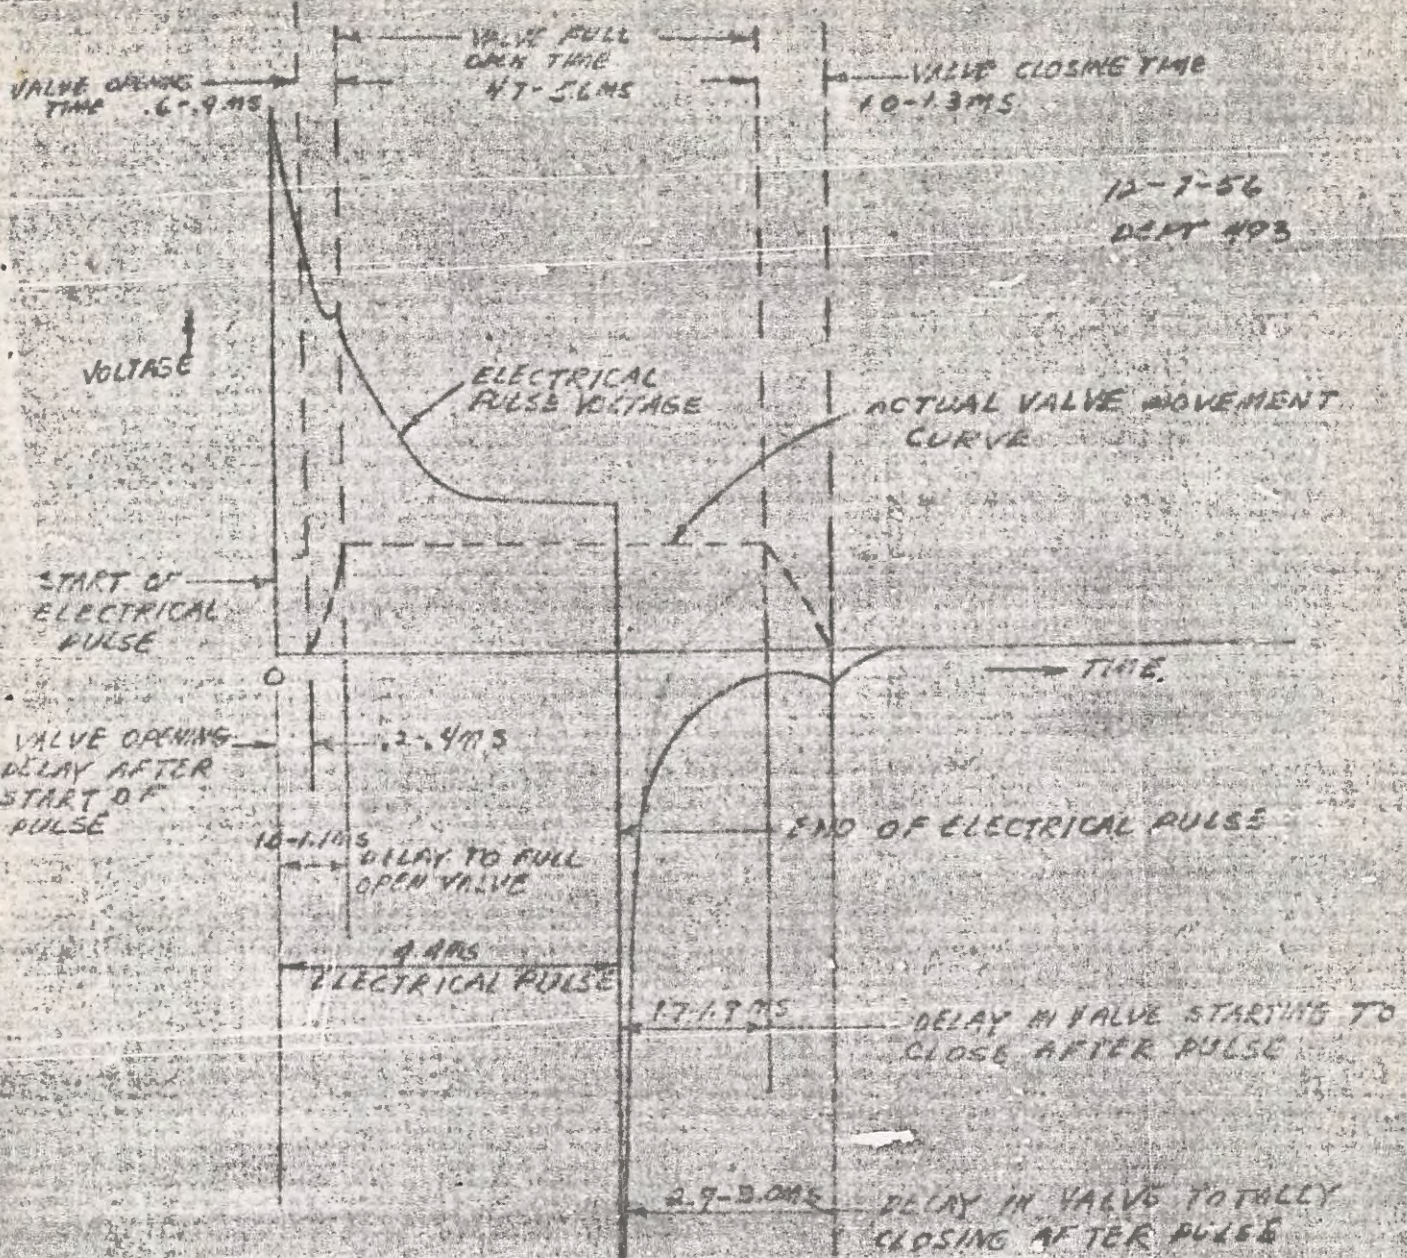 VALVE FULL
OPEN TIME
4.7-5.6MS
VALVE OPENING
TIME .6-.9MS
VALVE CLOSING TIME
1.0-1.3MS
12-7-56
DEPT 493
VOLTAGE
ELECTRICAL
PULSE VOLTAGE
ACTUAL VALVE MOVEMENT
CURVE
START OF
ELECTRICAL
PULSE
O
TIME.
VALVE OPENING
DELAY AFTER
START OF
PULSE
.2-.4MS
END OF ELECTRICAL PULSE
1.0-1.1MS
DELAY TO FULL
OPEN VALVE
4.4MS
ELECTRICAL PULSE
1.7-1.9MS
DELAY IN VALVE STARTING TO
CLOSE AFTER PULSE
2.9-3.0MS
DELAY IN VALVE TOTALLY
CLOSING AFTER PULSE